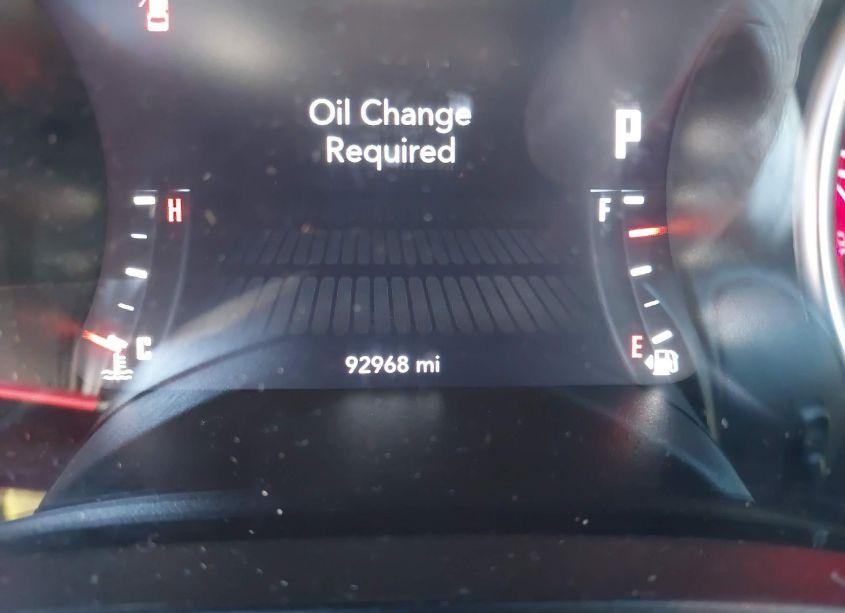 Oil Change
Required
P
H
F
C
E
92968 mi